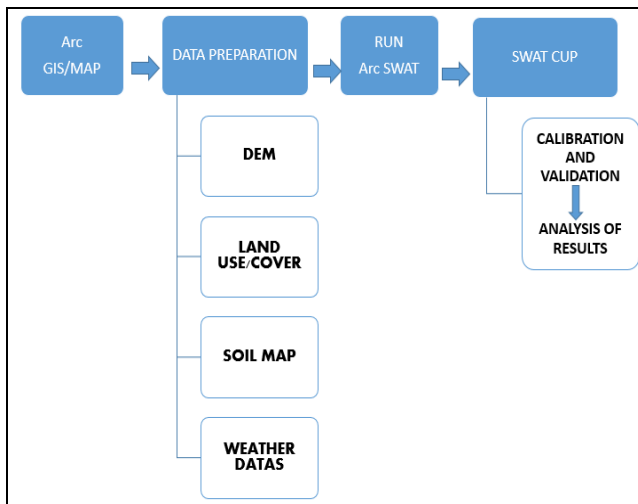 Arc
GIS/MAP
DATA PREPARATION
RUN
Arc SWAT
SWAT CUP
DEM
LAND
USE/COVER
SOIL MAP
WEATHER
DATAS
CALIBRATION
AND
VALIDATION
ANALYSIS OF
RESULTS